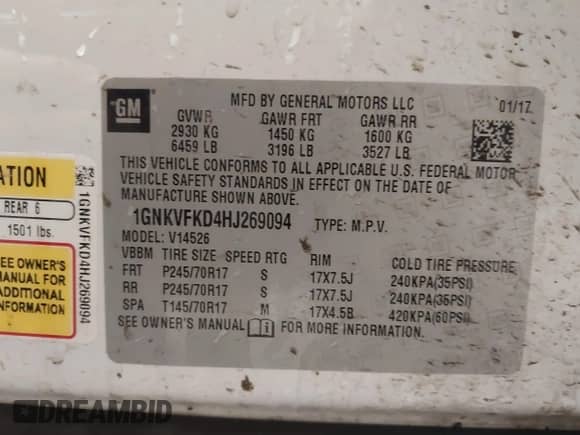 GM
MFD BY GENERAL MOTORS LLC
01/17
GVWR GAWR FRT GAWR RR
2930 KG 1450 KG 1600 KG
6459 LB 3196 LB 3527 LB
THIS VEHICLE CONFORMS TO ALL APPLICABLE U.S. FEDERAL MOTOR
VEHICLE SAFETY STANDARDS IN EFFECT ON THE DATE OF
MANUFACTURE SHOWN ABOVE.
1GNKVFKD4HJ269094 TYPE: M.P.V.
MODEL: V14526
VBBM TIRE SIZE SPEED RTG RIM COLD TIRE PRESSURE
FRT P245/70R17 S 17X7.5J 240KPA(35PSI)
RR P245/70R17 S 17X7.5J 240KPA(35PSI)
SPA T145/70R17 M 17X4.5B 420KPA(60PSI)
SEE OWNER'S MANUAL FOR MORE INFORMATION.
ATION
REAR 6
1501 lbs.
SEE OWNER'S
MANUAL FOR
ADDITIONAL
INFORMATION
1GNKVFKD4HJ269094
DREAMBID